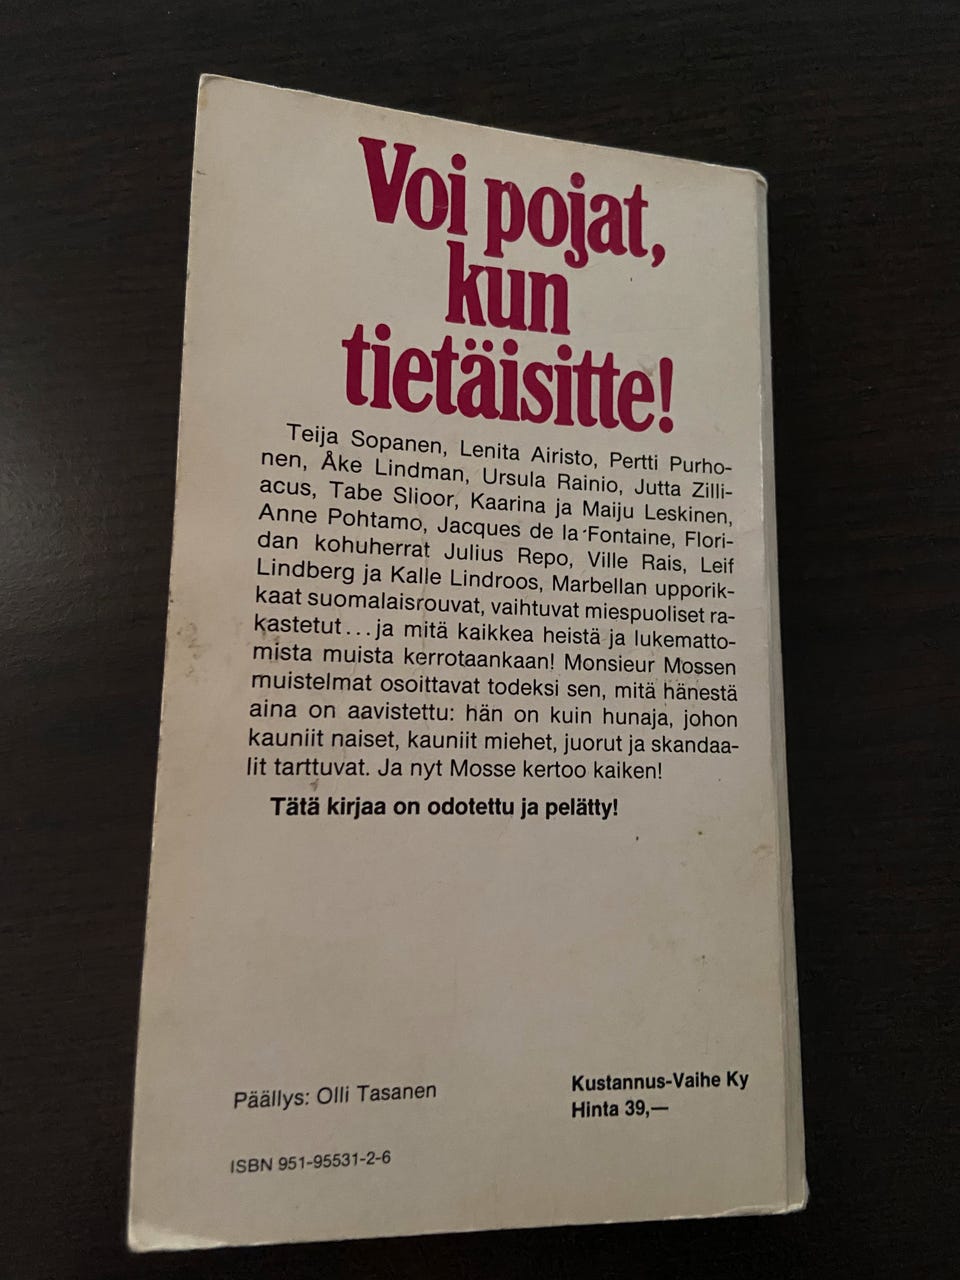 Voi pojat,
kun
tietäisitte!
Teija Sopanen, Lenita Airisto, Pertti Purho-
nen, Åke Lindman, Ursula Rainio, Jutta Zilli-
acus, Tabe Slioor, Kaarina ja Maiju Leskinen,
Anne Pohtamo, Jacques de la Fontaine, Flori-
dan kohuherrat Julius Repo, Ville Rais, Leif
Lindberg ja Kalle Lindroos, Marbellan upporik-
kaat suomalaisrouvat, vaihtuvat miespuoliset ra-
kastetut...ja mitä kaikkea heistä ja lukematto-
mista muista kerrotaankaan! Monsieur Mossen
muistelmat osoittavat todeksi sen, mitä hänestä
aina on aavistettu: hän on kuin hunaja, johon
kauniit naiset, kauniit miehet, juorut ja skandaa-
lit tarttuvat. Ja nyt Mosse kertoo kaiken!
Tätä kirjaa on odotettu ja pelätty!
Päällys: Olli Tasanen
Kustannus-Vaihe Ky
Hinta 39,—
ISBN 951-95531-2-6